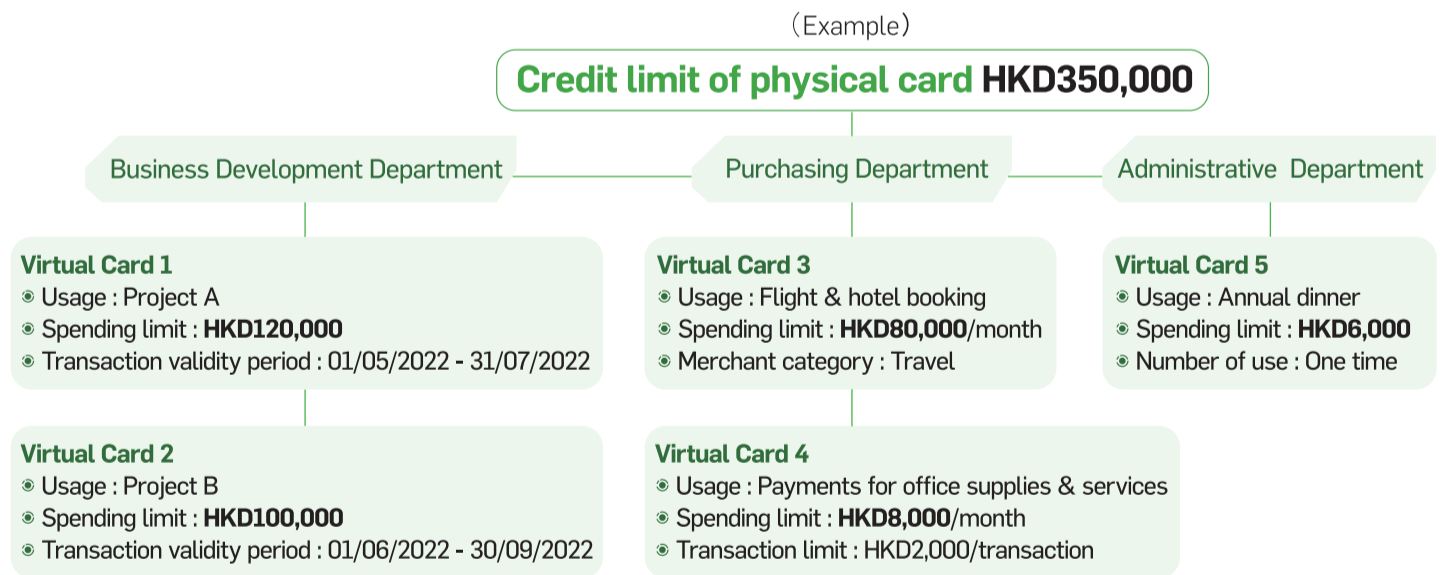 （Example）
Credit limit of physical card HKD350,000
Business Development Department
Purchasing Department
Administrative Department
Virtual Card 1
Usage : Project A
Spending limit : HKD120,000
Transaction validity period : 01/05/2022 - 31/07/2022
Virtual Card 2
Usage : Project B
Spending limit : HKD100,000
Transaction validity period : 01/06/2022 - 30/09/2022
Virtual Card 3
Usage : Flight & hotel booking
Spending limit : HKD80,000/month
Merchant category : Travel
Virtual Card 4
Usage : Payments for office supplies & services
Spending limit : HKD8,000/month
Transaction limit : HKD2,000/transaction
Virtual Card 5
Usage : Annual dinner
Spending limit : HKD6,000
Number of use : One time